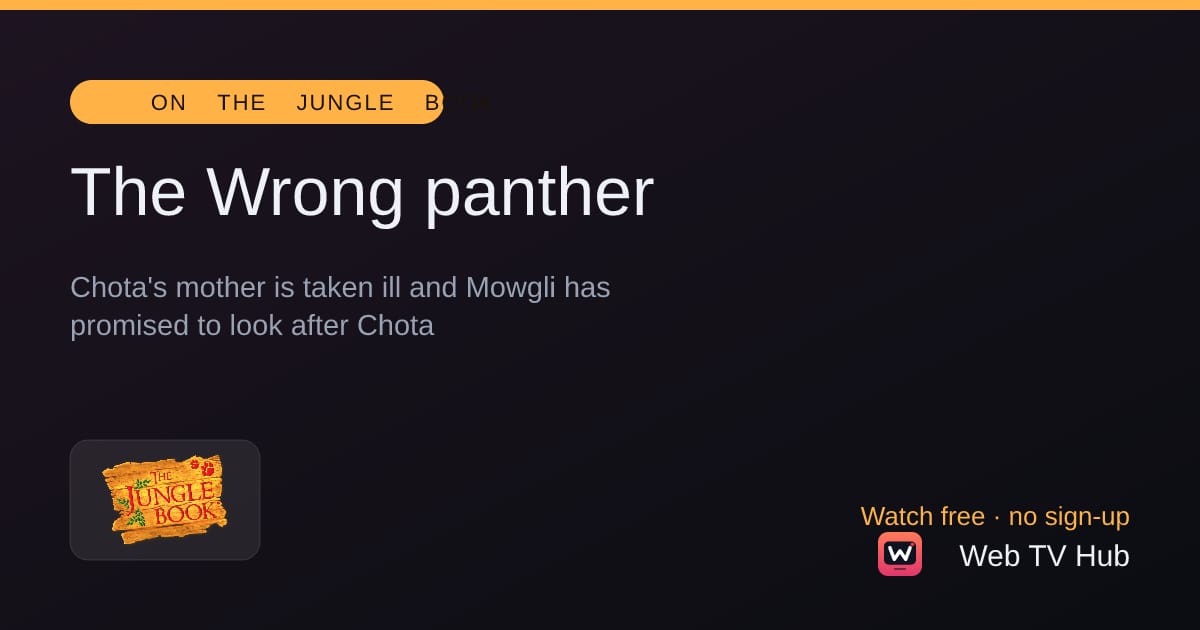 ON THE JUNGLE BOOK
The Wrong panther
Chota's mother is taken ill and Mowgli has
promised to look after Chota
THE
JUNGLE
BOOK
Watch free · no sign-up
W
Web TV Hub